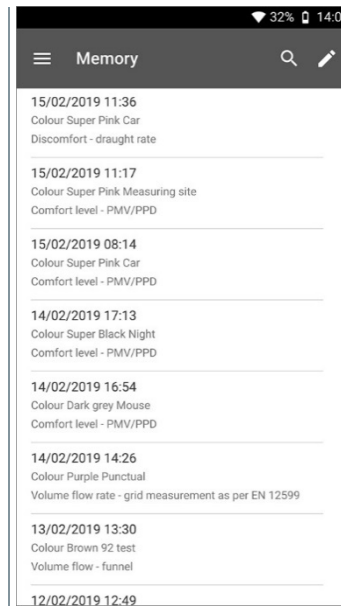 32% 14:0
Memory
15/02/2019 11:36
Colour Super Pink Car
Discomfort - draught rate
15/02/2019 11:17
Colour Super Pink Measuring site
Comfort level - PMV/PPD
15/02/2019 08:14
Colour Super Pink Car
Comfort level - PMV/PPD
14/02/2019 17:13
Colour Super Black Night
Comfort level - PMV/PPD
14/02/2019 16:54
Colour Dark grey Mouse
Comfort level - PMV/PPD
14/02/2019 14:26
Colour Purple Punctual
Volume flow rate - grid measurement as per EN 12599
13/02/2019 13:30
Colour Brown 92 test
Volume flow - funnel
12/02/2019 12:49